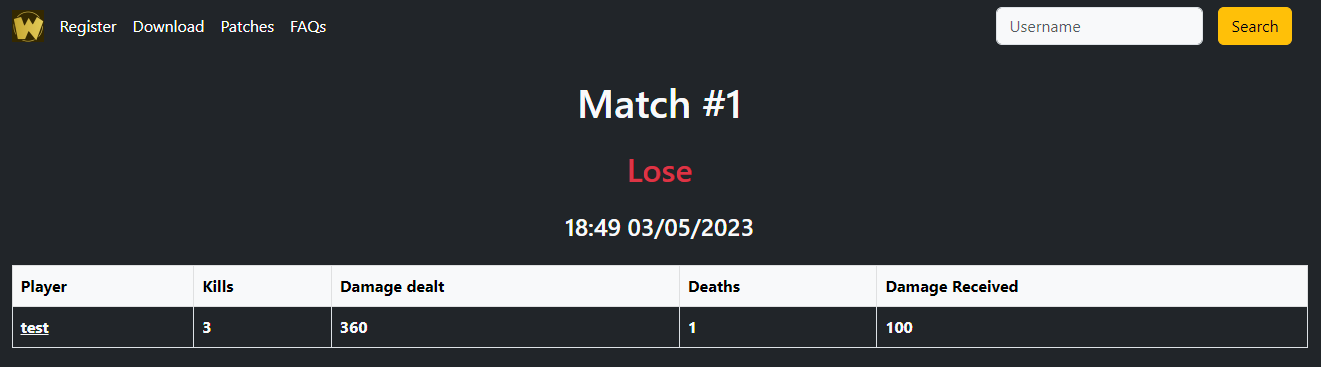 W Register Download Patches FAQs Username Search
Match #1
Lose
18:49 03/05/2023
Player Kills Damage dealt Deaths Damage Received
test 3 360 1 100